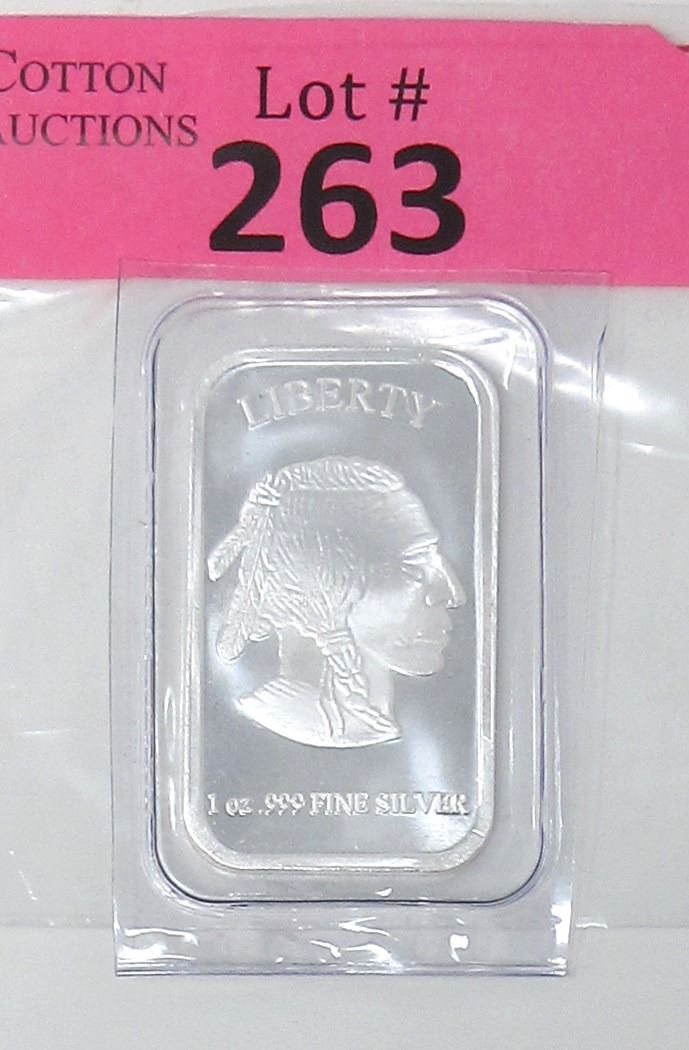 COTTON
AUCTIONS
Lot #
263
LIBERTY
1 oz .999 FINE SILVER